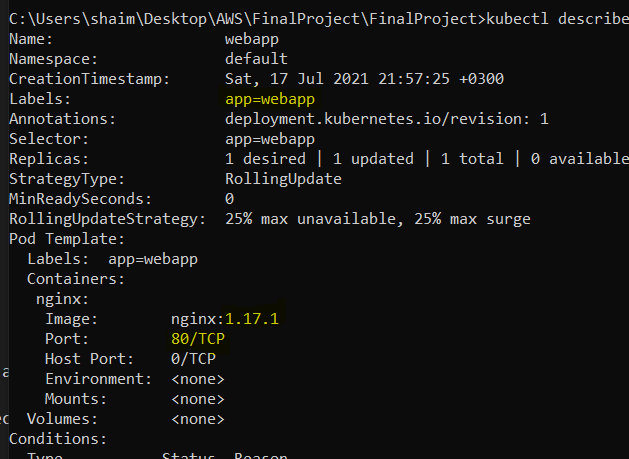 C:\Users\shaim\Desktop\AWS\FinalProject\FinalProject>kubectl describe
Name:                   webapp
Namespace:              default
CreationTimestamp:      Sat, 17 Jul 2021 21:57:25 +0300
Labels:                 app=webapp
Annotations:            deployment.kubernetes.io/revision: 1
Selector:               app=webapp
Replicas:               1 desired | 1 updated | 1 total | 0 available
StrategyType:           RollingUpdate
MinReadySeconds:        0
RollingUpdateStrategy:  25% max unavailable, 25% max surge
Pod Template:
  Labels:  app=webapp
  Containers:
   nginx:
    Image:        nginx:1.17.1
    Port:         80/TCP
    Host Port:    0/TCP
    Environment:  <none>
    Mounts:       <none>
  Volumes:        <none>
Conditions:
  Type           Status  Reason